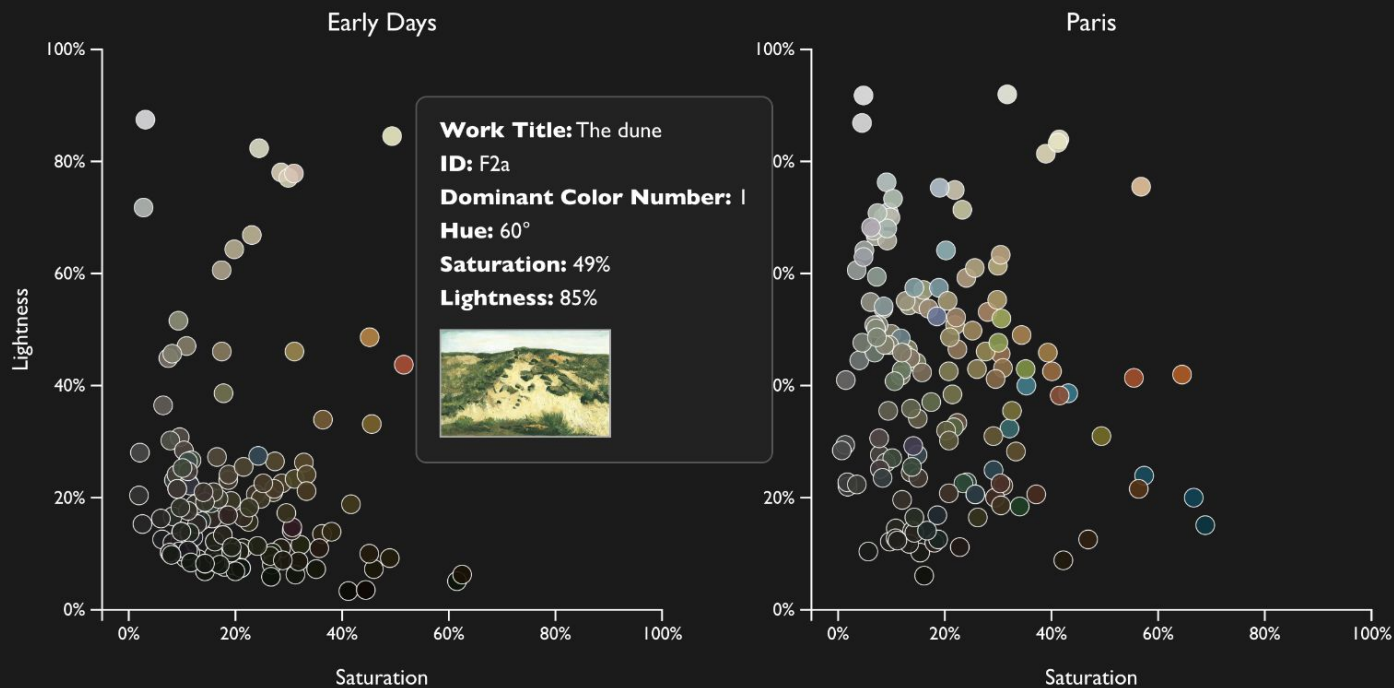 Early Days
Paris
100%
80%
60%
40%
20%
0%
Lightness
0%
20%
40%
60%
80%
100%
Saturation
Work Title: The dune
ID: F2a
Dominant Color Number: 1
Hue: 60°
Saturation: 49%
Lightness: 85%
100%
0%
0%
0%
20%
0%
0%
20%
40%
60%
80%
100%
Saturation